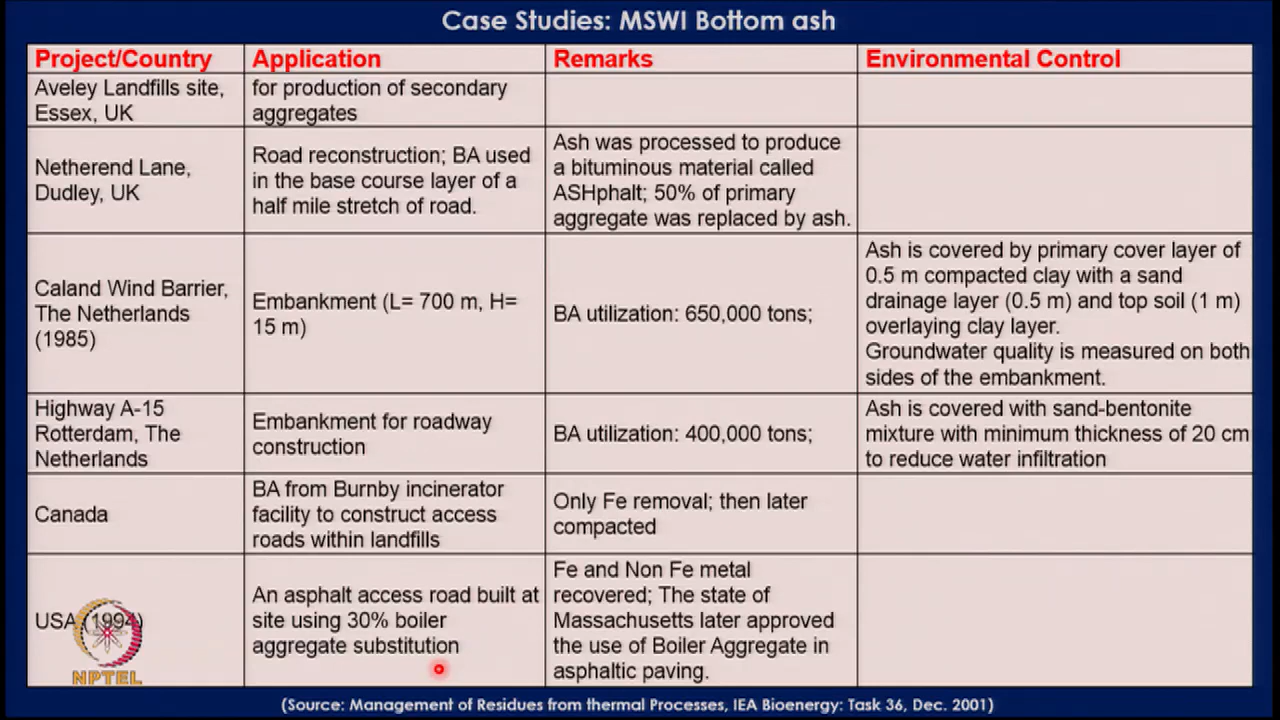 Case Studies: MSWI Bottom ash
Project/Country
Application
Remarks
Environmental Control
Aveley Landfills site,
Essex, UK
for production of secondary
aggregates
Netherend Lane,
Dudley, UK
Road reconstruction; BA used
in the base course layer of a
half mile stretch of road.
Ash was processed to produce
a bituminous material called
ASHphalt; 50% of primary
aggregate was replaced by ash.
Caland Wind Barrier,
The Netherlands
(1985)
Embankment (L= 700 m, H=
15 m)
BA utilization: 650,000 tons;
Ash is covered by primary cover layer of
0.5 m compacted clay with a sand
drainage layer (0.5 m) and top soil (1 m)
overlaying clay layer.
Groundwater quality is measured on both
sides of the embankment.
Highway A-15
Rotterdam, The
Netherlands
Embankment for roadway
construction
BA utilization: 400,000 tons;
Ash is covered with sand-bentonite
mixture with minimum thickness of 20 cm
to reduce water infiltration
Canada
BA from Burnby incinerator
facility to construct access
roads within landfills
Only Fe removal; then later
compacted
USA (1994)
An asphalt access road built at
site using 30% boiler
aggregate substitution
Fe and Non Fe metal
recovered; The state of
Massachusetts later approved
the use of Boiler Aggregate in
asphaltic paving.
NPTEL
(Source: Management of Residues from thermal Processes, IEA Bioenergy: Task 36, Dec. 2001)